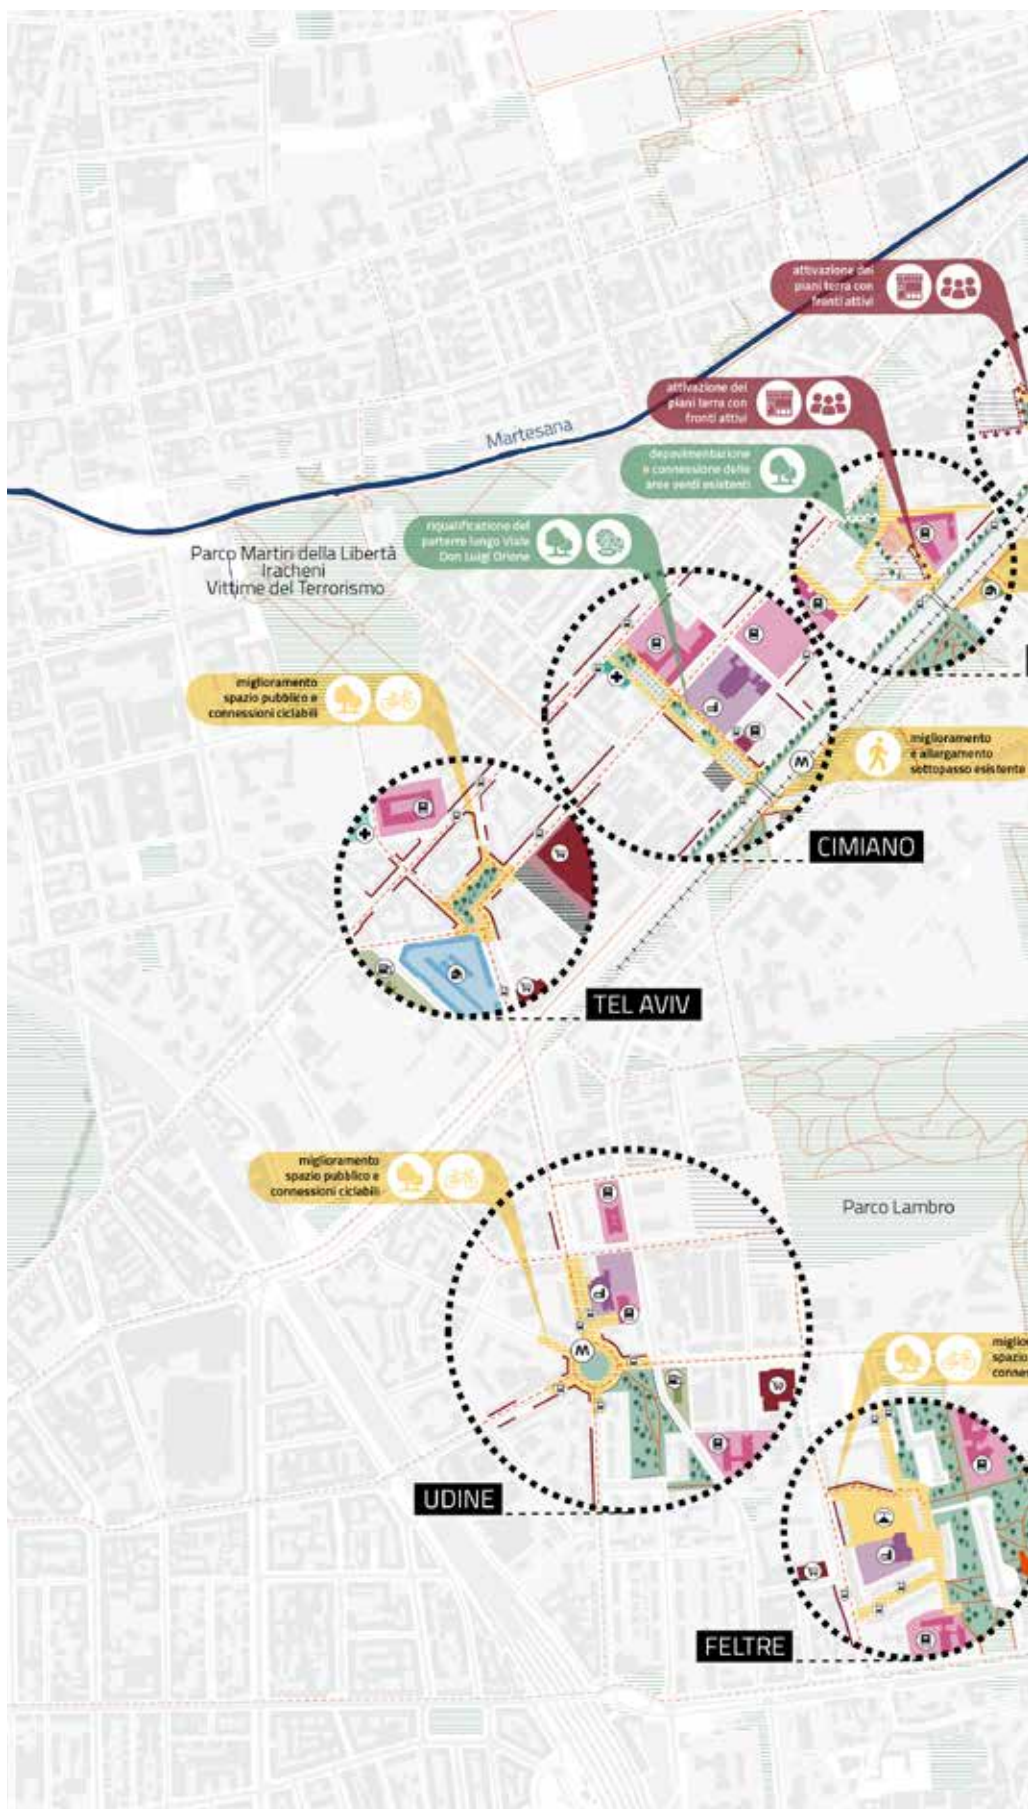 attivazione dei
piani terra con
fronti attivi
attivazione dei
piani terra con
fronti attivi
Martesana
depavimentazione
e connessione delle
aree verdi esistenti
riqualificazione del
parterre lungo Viale
Don Luigi Orione
Parco Martiri della Libertà
Iracheni
Vittime del Terrorismo
miglioramento
spazio pubblico e
connessioni ciclabili
M
miglioramento
e allargamento
sottopasso esistente
CIMIANO
TEL AVIV
miglioramento
spazio pubblico e
connessioni ciclabili
Parco Lambro
M
miglior
spazio
connes
UDINE
FELTRE